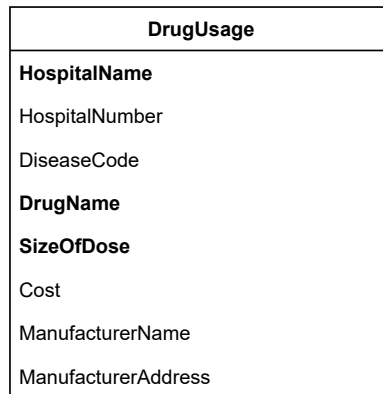 DrugUsage
HospitalName
HospitalNumber
DiseaseCode
DrugName
SizeOfDose
Cost
ManufacturerName
ManufacturerAddress